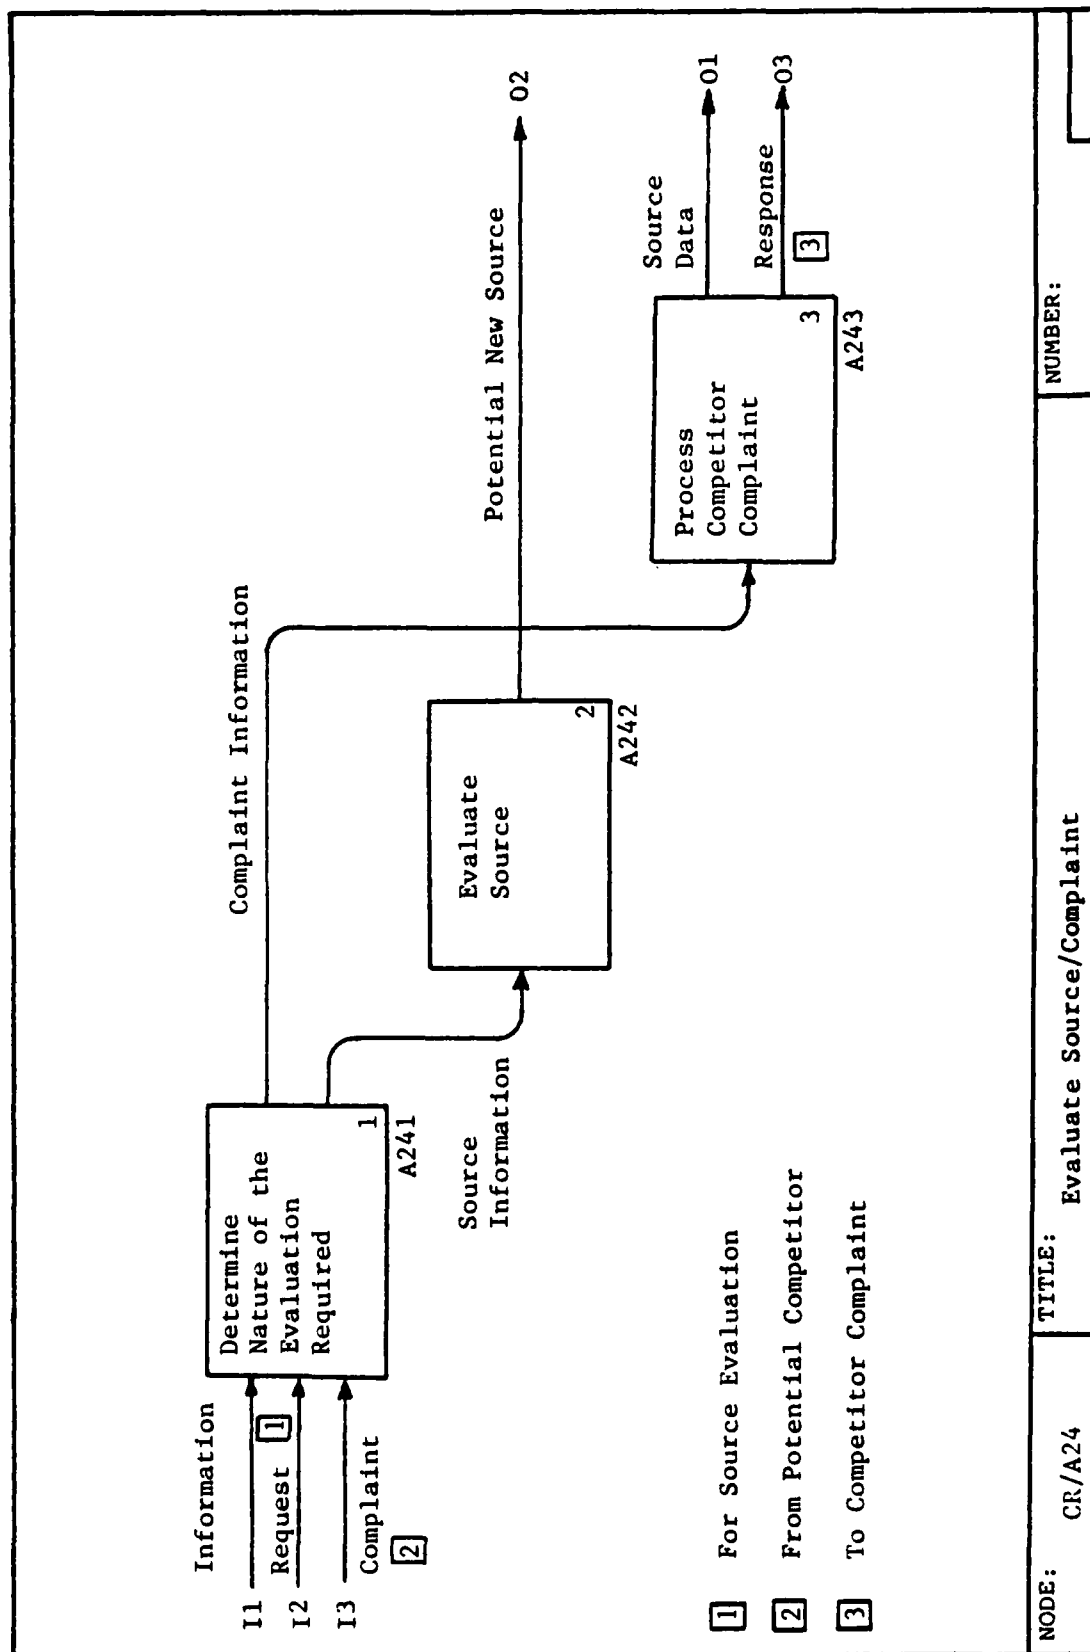 Information
I1
Request 1
I2
I3
Complaint
2
Determine
Nature of the
Evaluation
Required
1
A241
Complaint Information
Source
Information
Evaluate
Source
2
A242
Potential New Source
O2
Process
Competitor
Complaint
3
A243
Source
Data
O1
Response
3
O3
1 For Source Evaluation
2 From Potential Competitor
3 To Competitor Complaint
NODE: CR/A24
TITLE: Evaluate Source/Complaint
NUMBER: